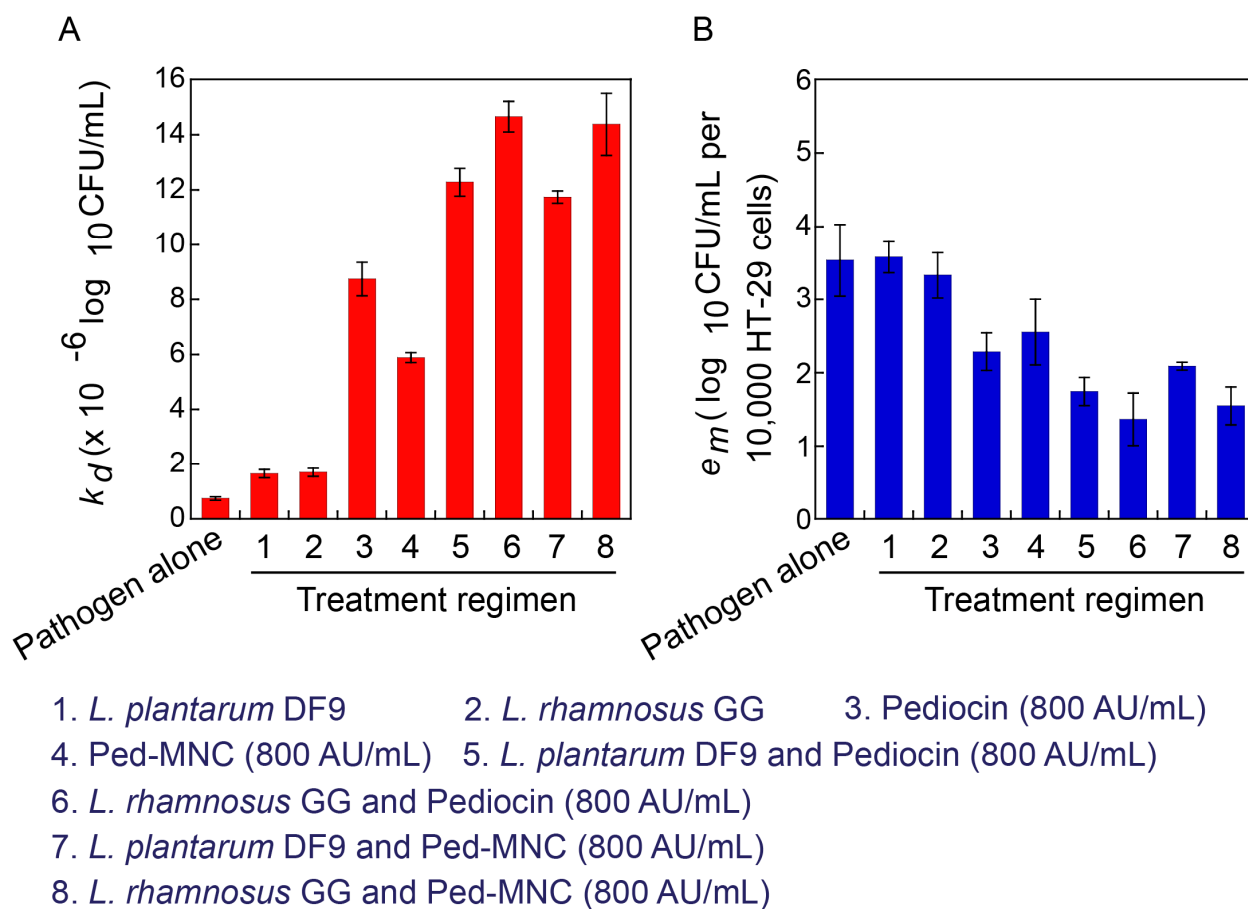 A
k_d (x 10 -6 log 10 CFU/mL)
16
14
12
10
8
6
4
2
0
Pathogen alone
1 2 3 4 5 6 7 8
Treatment regimen
B
e_m (log 10 CFU/mL per
10,000 HT-29 cells)
6
5
4
3
2
1
0
Pathogen alone
1 2 3 4 5 6 7 8
Treatment regimen
1. L. plantarum DF9 2. L. rhamnosus GG 3. Pediocin (800 AU/mL)
4. Ped-MNC (800 AU/mL) 5. L. plantarum DF9 and Pediocin (800 AU/mL)
6. L. rhamnosus GG and Pediocin (800 AU/mL)
7. L. plantarum DF9 and Ped-MNC (800 AU/mL)
8. L. rhamnosus GG and Ped-MNC (800 AU/mL)